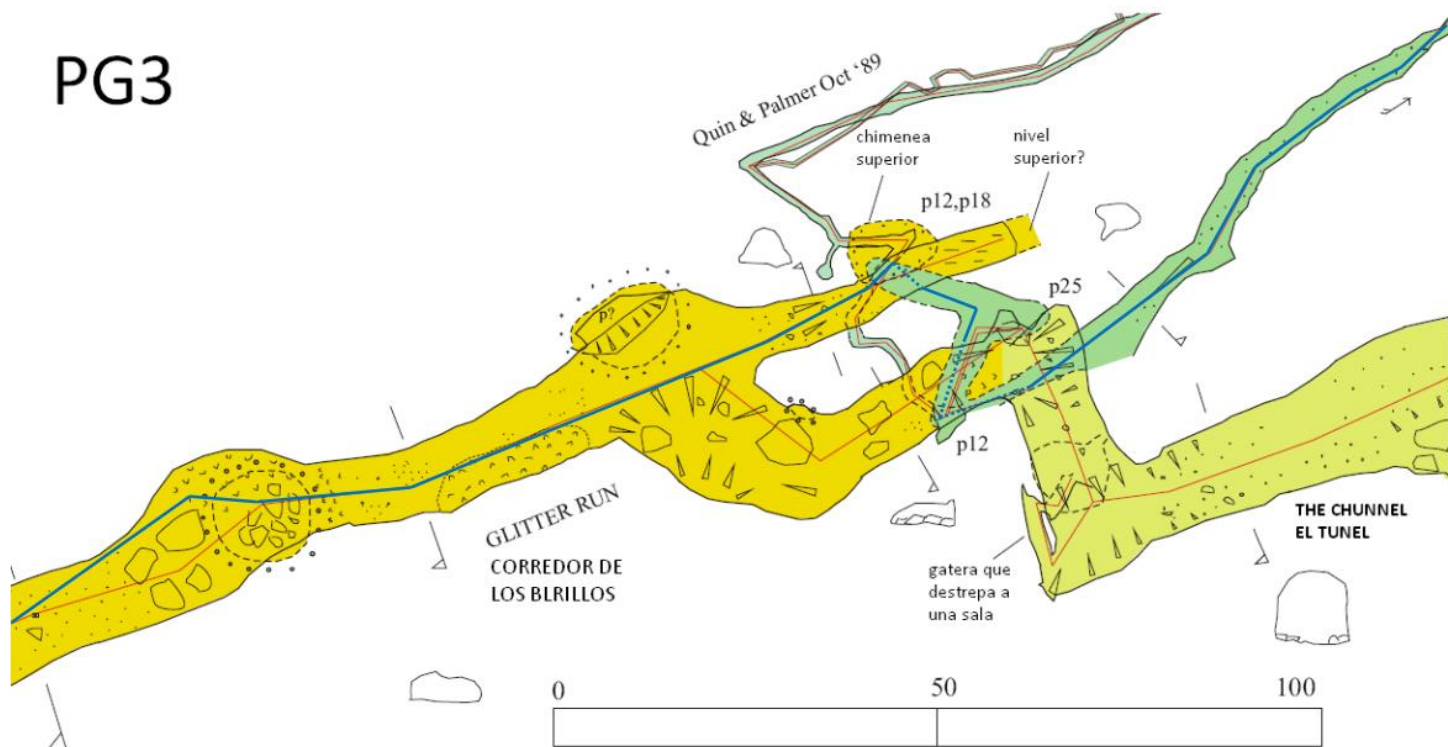 PG3
Quin & Palmer Oct ‘89
chimenea
superior
nivel
superior?
p12,p18
p?
p25
p12
GLITTER RUN
CORREDOR DE
LOS BLRILLOS
THE CHUNNEL
EL TUNEL
gatera que
destrepa a
una sala
0
50
100